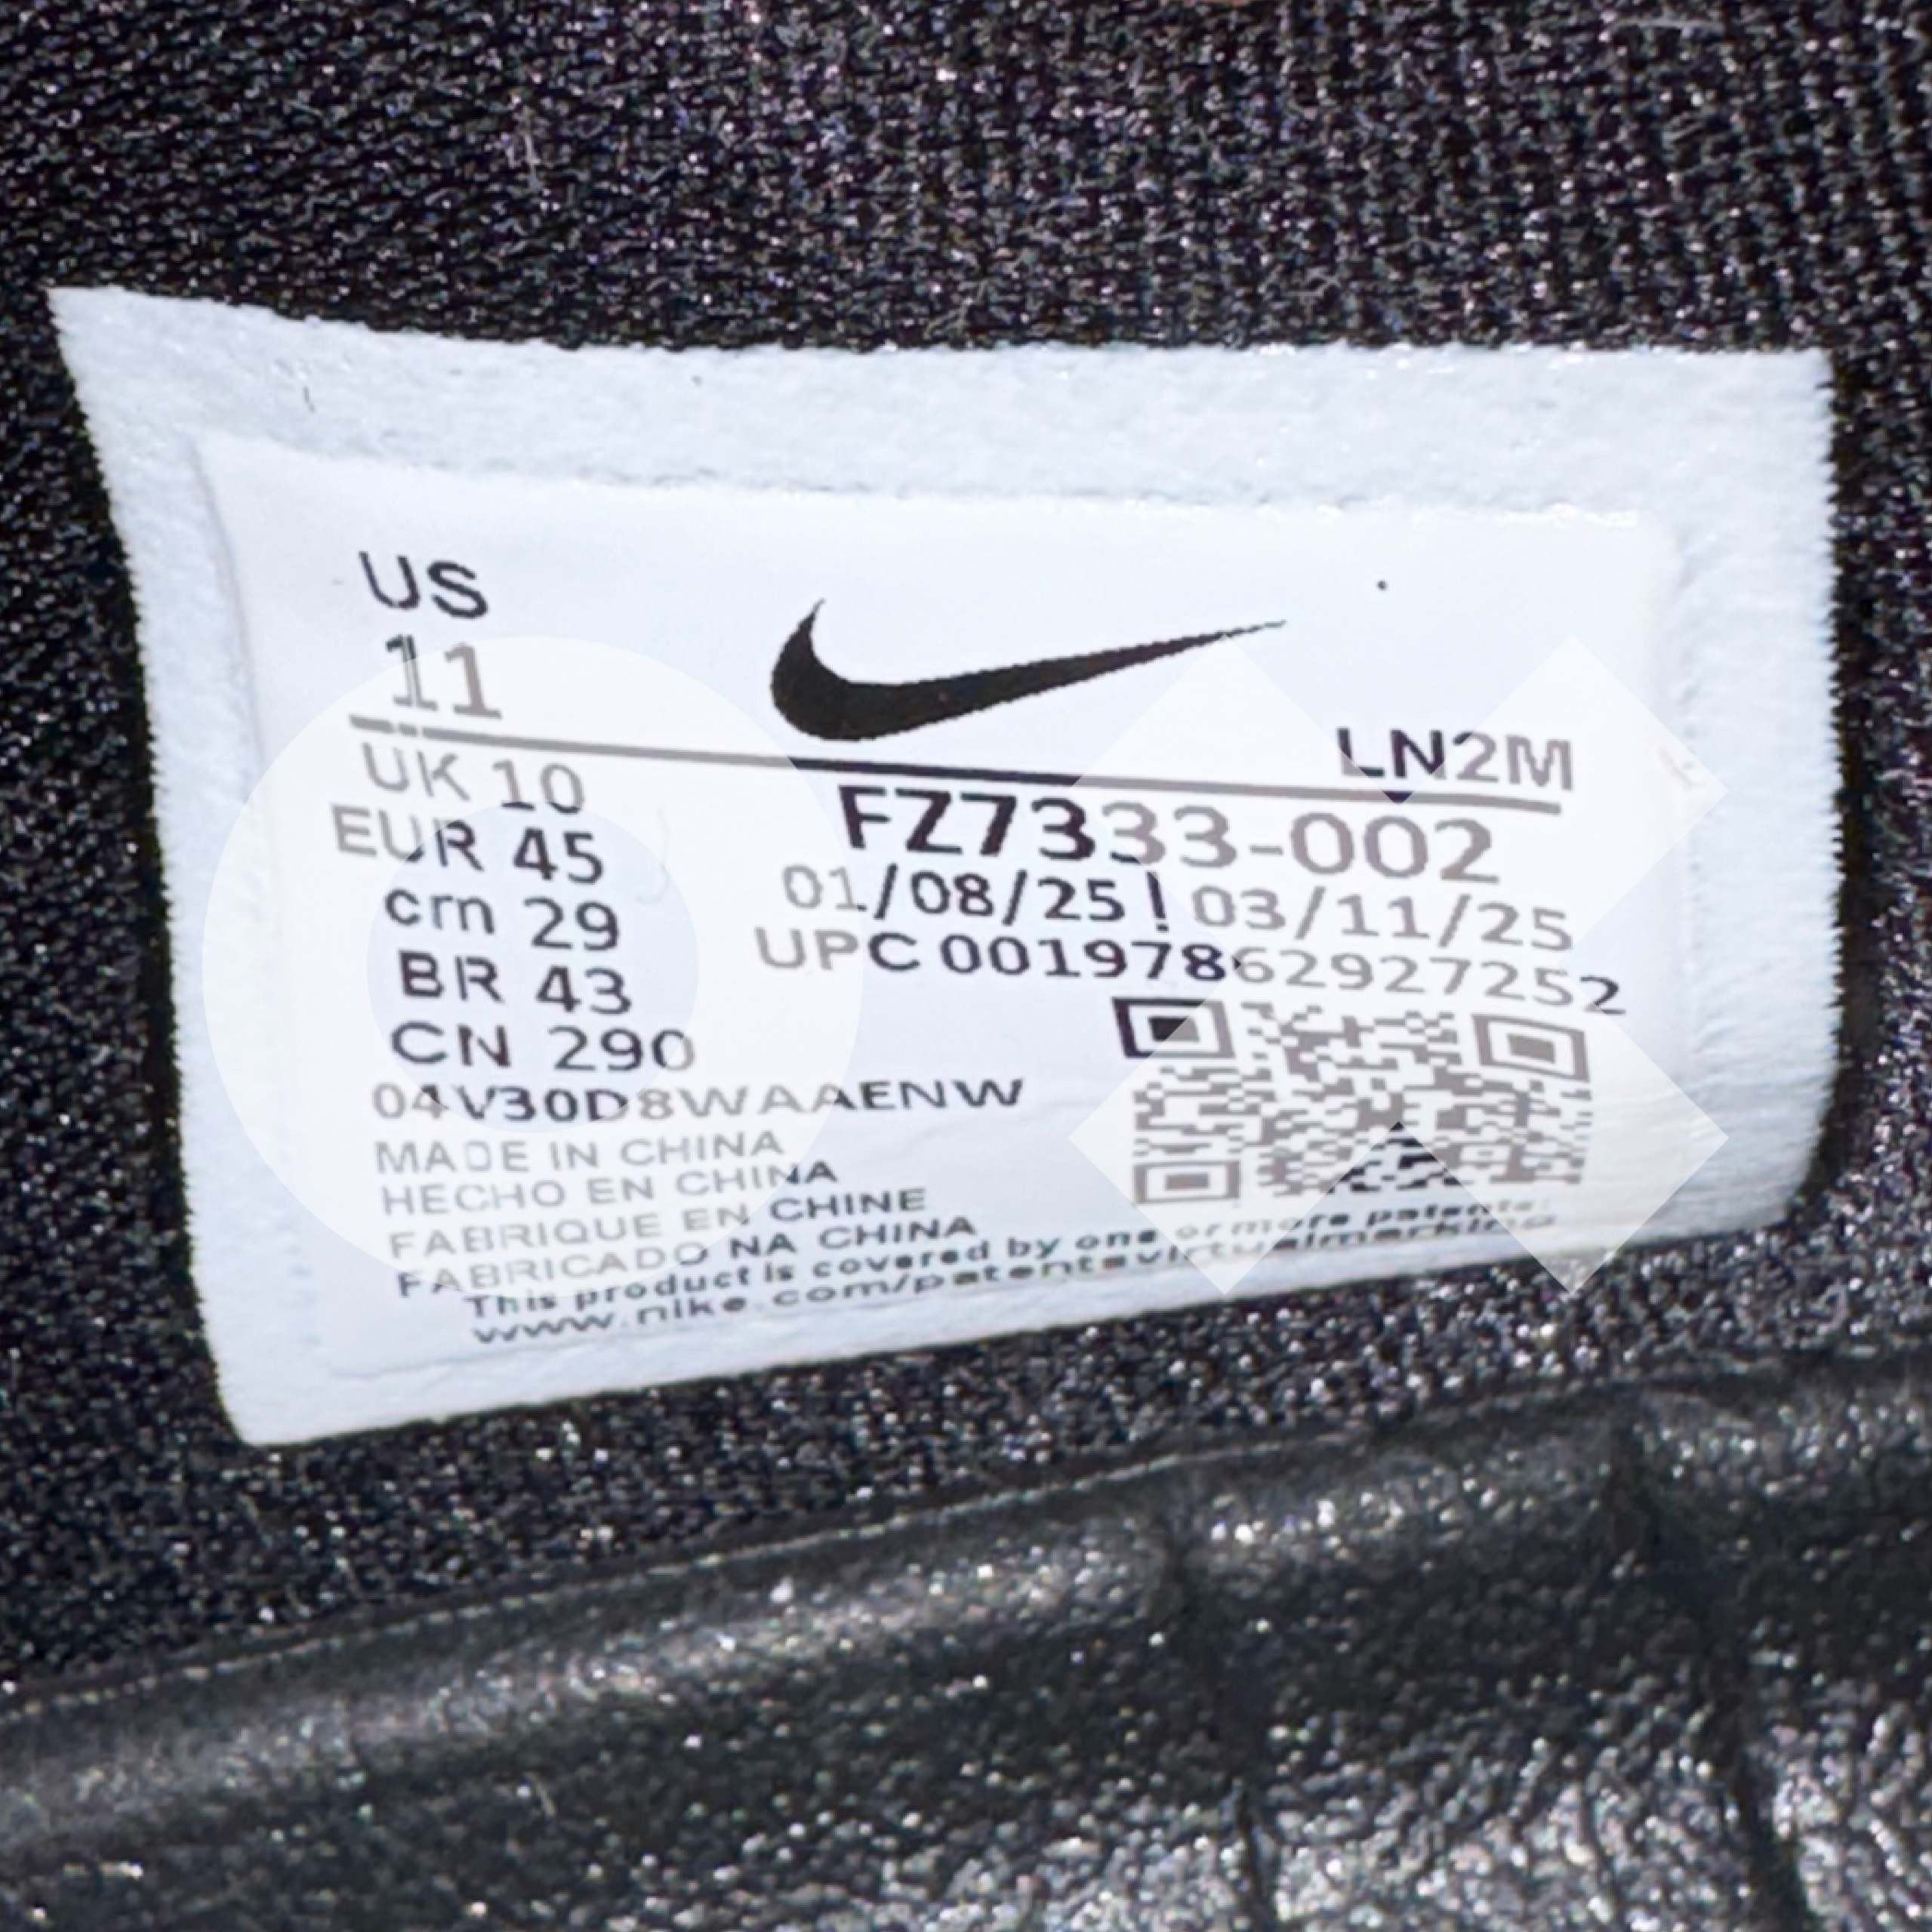 US
11
LN2M
UK 10
EUR 45
cm 29
BR 43
CN 290
FZ7333-002
01/08/25 ! 03/11/25
UPC 00197862927252
04V30D8WAAENW
MADE IN CHINA
HECHO EN CHINA
FABRIQUE EN CHINE
FABRICADO NA CHINA
This product is covered by one or more patents.
www.nike.com/patentsvirtualmarking
OX